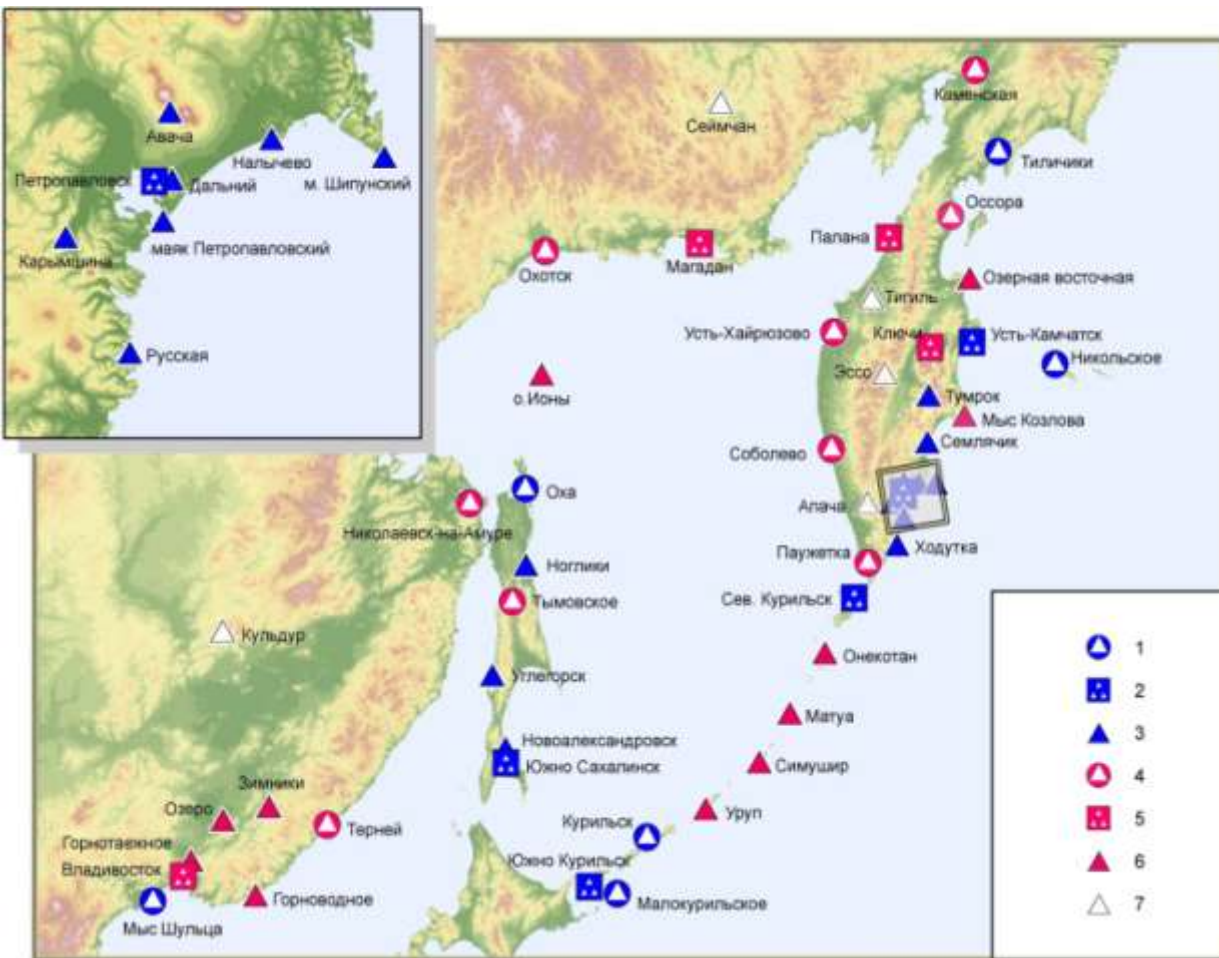 Авача
Налычево
м. Шипунский
Петропавловск
Дальний
маяк Петропавловский
Карымшина
Русская
Каменская
Сеймчан
Тиличики
Оссора
Палана
Магадан
Охотск
Озерная восточная
Тигиль
Усть-Хайрюзово
Ключи
Усть-Камчатск
Никольское
Эссо
о.Ионы
Тумрок
Мыс Козлова
Семлячик
Соболево
Оха
Апача
Николаевск-на-Амуре
Ходутка
Паужетка
Ноглики
Тымовское
Сев. Курильск
Кульдур
Онекотан
Углегорск
Матуа
Новоалександровск
Южно Сахалинск
Симушир
Зимники
Озеро
Терней
Уруп
Курильск
Горнотаежное
Владивосток
Южно Курильск
Горноводное
Малокурильское
Мыс Шульца
1
2
3
4
5
6
7